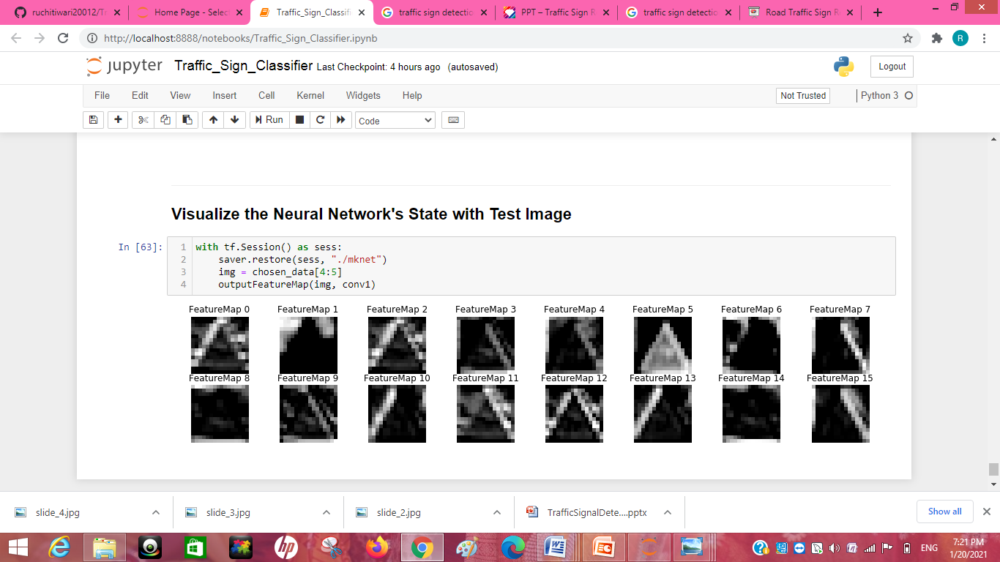 ruchitiwari20012/Tr
Home Page - Select
Traffic_Sign_Classifi
traffic sign detectio
PPT – Traffic Sign R
traffic sign detectio
Road Traffic Sign R
http://localhost:8888/notebooks/Traffic_Sign_Classifier.ipynb
R
jupyter Traffic_Sign_Classifier Last Checkpoint: 4 hours ago (autosaved)
Logout
File Edit View Insert Cell Kernel Widgets Help
Not Trusted
Python 3
Run
Code
Visualize the Neural Network's State with Test Image
In [63]:
1 with tf.Session() as sess:
2 saver.restore(sess, "./mknet")
3 img = chosen_data[4:5]
4 outputFeatureMap(img, conv1)
FeatureMap 0 FeatureMap 1 FeatureMap 2 FeatureMap 3 FeatureMap 4 FeatureMap 5 FeatureMap 6 FeatureMap 7
FeatureMap 8 FeatureMap 9 FeatureMap 10 FeatureMap 11 FeatureMap 12 FeatureMap 13 FeatureMap 14 FeatureMap 15
slide_4.jpg
slide_3.jpg
slide_2.jpg
TrafficSignalDete....pptx
Show all
hp
ENG
7:21 PM
1/20/2021